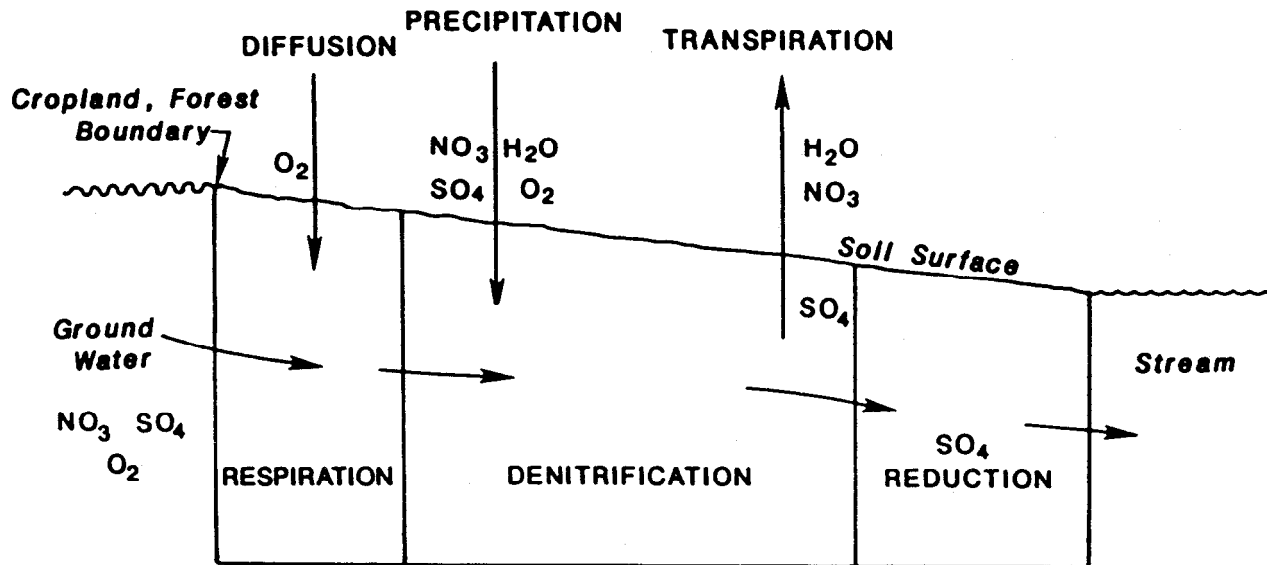 PRECIPITATION
DIFFUSION
TRANSPIRATION
Cropland, Forest
Boundary
O₂
NO₃ H₂O
SO₄ O₂
H₂O
NO₃
Soil Surface
SO₄
Ground
Water
Stream
NO₃ SO₄
O₂
RESPIRATION
DENITRIFICATION
SO₄
REDUCTION